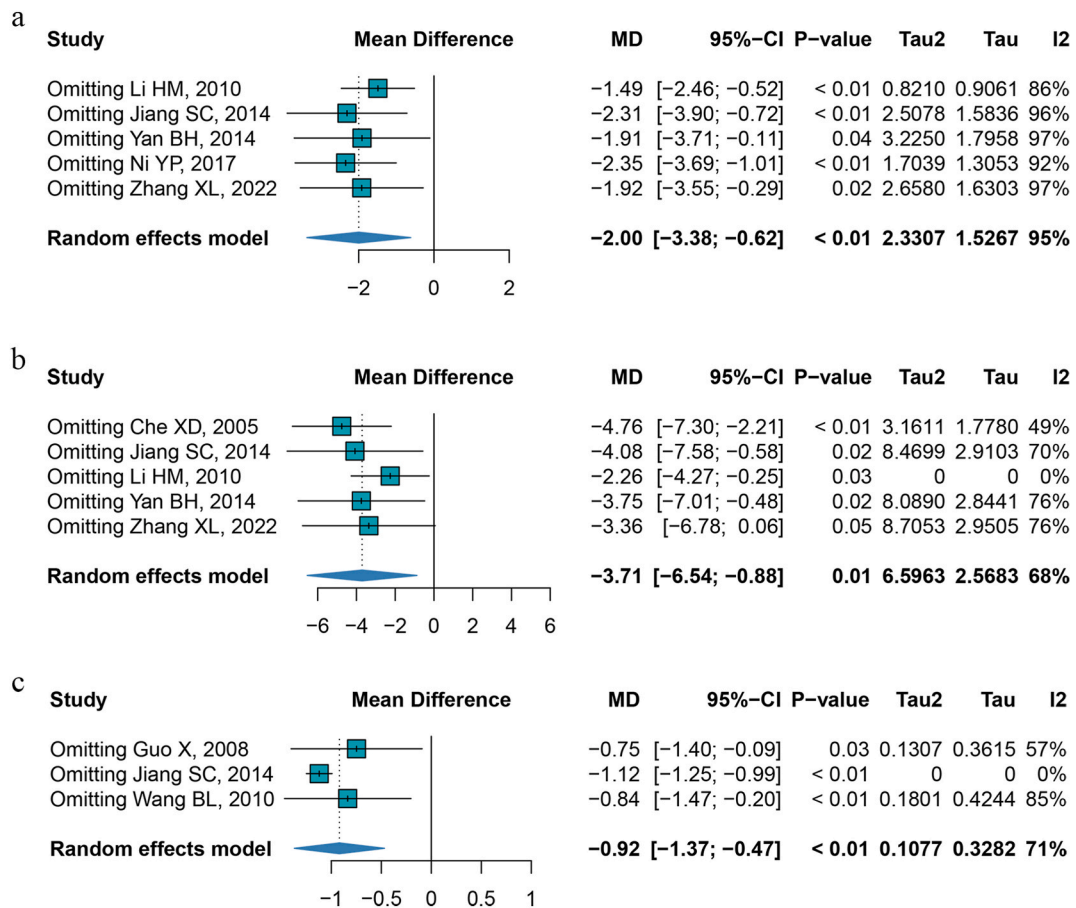 a
Study Mean Difference MD 95%−CI P−value Tau2 Tau I2
Omitting Li HM, 2010 −1.49 [−2.46; −0.52] < 0.01 0.8210 0.9061 86%
Omitting Jiang SC, 2014 −2.31 [−3.90; −0.72] < 0.01 2.5078 1.5836 96%
Omitting Yan BH, 2014 −1.91 [−3.71; −0.11] 0.04 3.2250 1.7958 97%
Omitting Ni YP, 2017 −2.35 [−3.69; −1.01] < 0.01 1.7039 1.3053 92%
Omitting Zhang XL, 2022 −1.92 [−3.55; −0.29] 0.02 2.6580 1.6303 97%
Random effects model −2.00 [−3.38; −0.62] < 0.01 2.3307 1.5267 95%
−2 0 2
b
Study Mean Difference MD 95%−CI P−value Tau2 Tau I2
Omitting Che XD, 2005 −4.76 [−7.30; −2.21] < 0.01 3.1611 1.7780 49%
Omitting Jiang SC, 2014 −4.08 [−7.58; −0.58] 0.02 8.4699 2.9103 70%
Omitting Li HM, 2010 −2.26 [−4.27; −0.25] 0.03 0 0 0%
Omitting Yan BH, 2014 −3.75 [−7.01; −0.48] 0.02 8.0890 2.8441 76%
Omitting Zhang XL, 2022 −3.36 [−6.78; 0.06] 0.05 8.7053 2.9505 76%
Random effects model −3.71 [−6.54; −0.88] 0.01 6.5963 2.5683 68%
−6 −4 −2 0 2 4 6
c
Study Mean Difference MD 95%−CI P−value Tau2 Tau I2
Omitting Guo X, 2008 −0.75 [−1.40; −0.09] 0.03 0.1307 0.3615 57%
Omitting Jiang SC, 2014 −1.12 [−1.25; −0.99] < 0.01 0 0 0%
Omitting Wang BL, 2010 −0.84 [−1.47; −0.20] < 0.01 0.1801 0.4244 85%
Random effects model −0.92 [−1.37; −0.47] < 0.01 0.1077 0.3282 71%
−1 −0.5 0 0.5 1